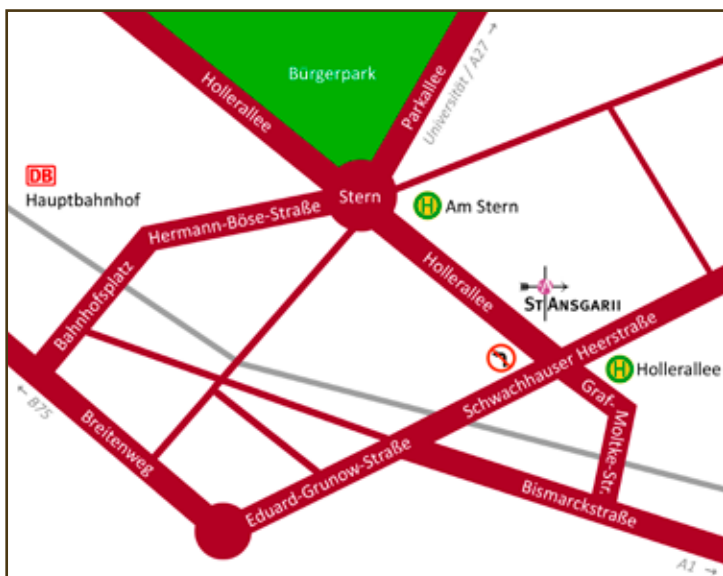 Bürgerpark
Hollerallee
Parkallee
Universität / A27 →
DB
Hauptbahnhof
Stern
H Am Stern
Hermann-Böse-Straße
Bahnhofsplatz
Hollerallee
ST ANSGARII
Schwachhauser Heerstraße
H Hollerallee
← B75
Breitenweg
Graf-
Moltke-Str.
Eduard-Grunow-Straße
Bismarckstraße
A1 →